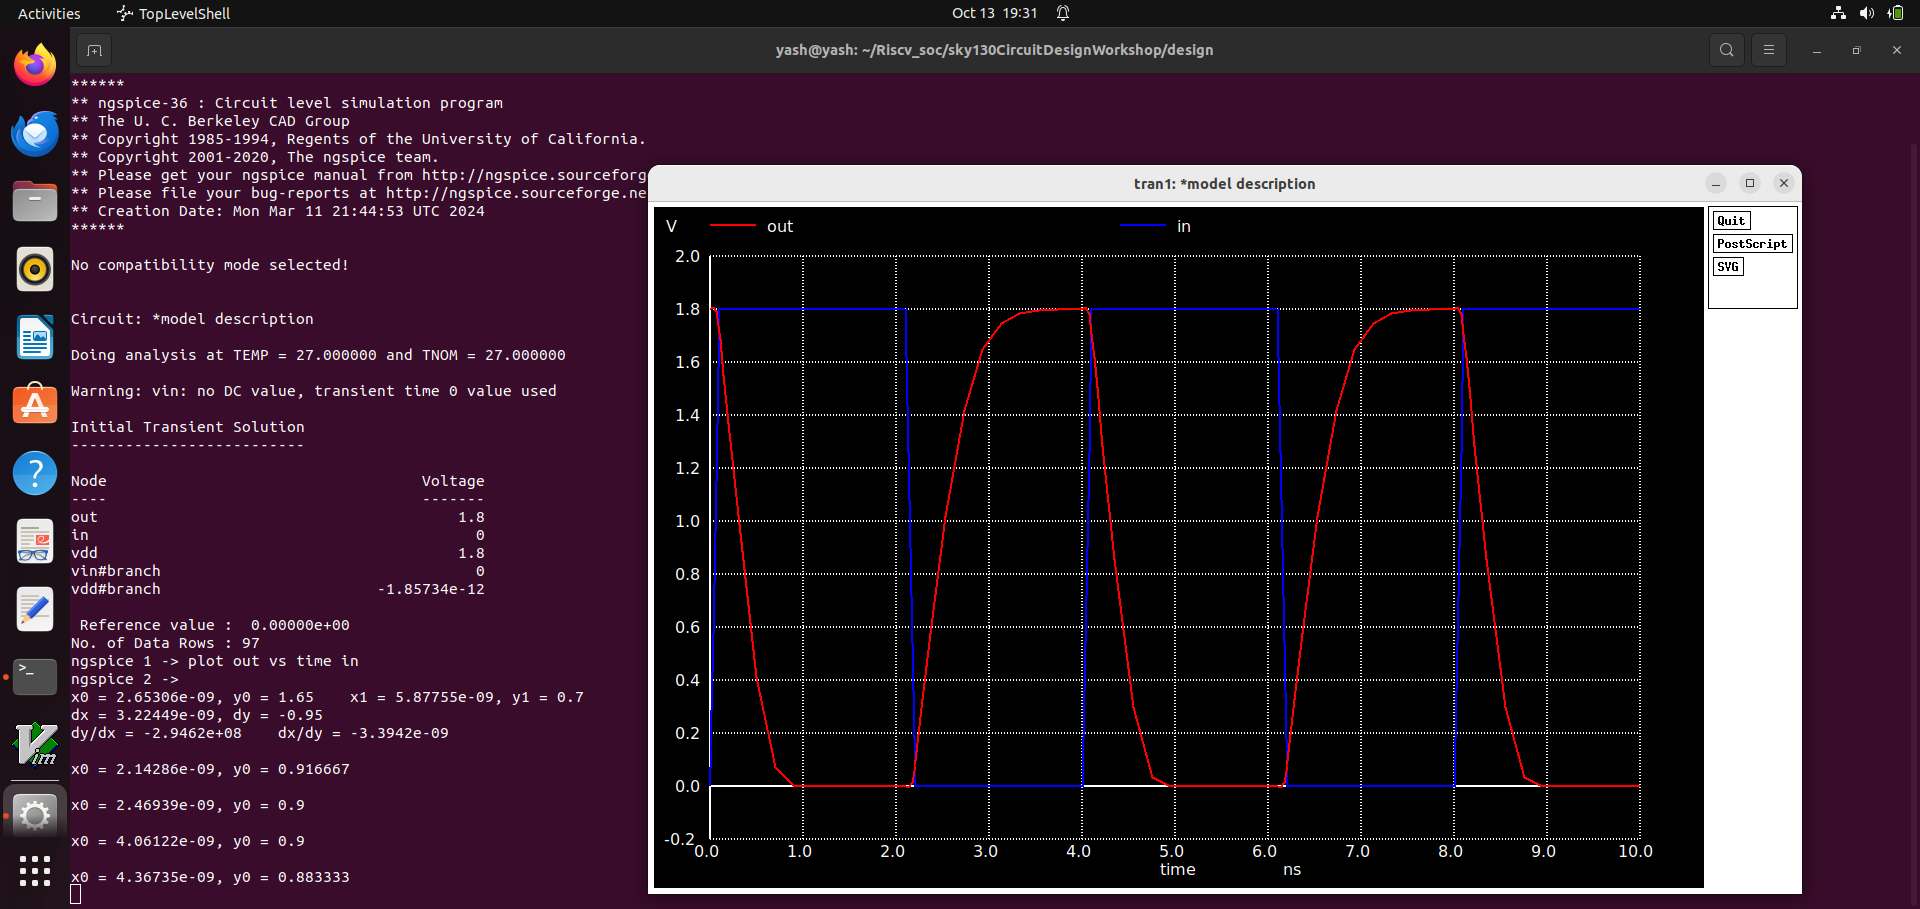 Activities
TopLevelShell
Oct 13 19:31
yash@yash: ~/Riscv_soc/sky130CircuitDesignWorkshop/design
******
** ngspice-36 : Circuit level simulation program
** The U. C. Berkeley CAD Group
** Copyright 1985-1994, Regents of the University of California.
** Copyright 2001-2020, The ngspice team.
** Please get your ngspice manual from http://ngspice.sourceforg
** Please file your bug-reports at http://ngspice.sourceforge.ne
** Creation Date: Mon Mar 11 21:44:53 UTC 2024
******
No compatibility mode selected!
Circuit: *model description
Doing analysis at TEMP = 27.000000 and TNOM = 27.000000
Warning: vin: no DC value, transient time 0 value used
Initial Transient Solution
--------------------------
Node Voltage
---- -------
out 1.8
in 0
vdd 1.8
vin#branch 0
vdd#branch -1.85734e-12
Reference value : 0.00000e+00
No. of Data Rows : 97
ngspice 1 -> plot out vs time in
ngspice 2 ->
x0 = 2.65306e-09, y0 = 1.65 x1 = 5.87755e-09, y1 = 0.7
dx = 3.22449e-09, dy = -0.95
dy/dx = -2.9462e+08 dx/dy = -3.3942e-09
x0 = 2.14286e-09, y0 = 0.916667
x0 = 2.46939e-09, y0 = 0.9
x0 = 4.06122e-09, y0 = 0.9
x0 = 4.36735e-09, y0 = 0.883333
tran1: *model description
Quit
PostScript
SVG
V out in
2.0
1.8
1.6
1.4
1.2
1.0
0.8
0.6
0.4
0.2
0.0
-0.2
0.0 1.0 2.0 3.0 4.0 5.0 6.0 7.0 8.0 9.0 10.0
time ns
Vim